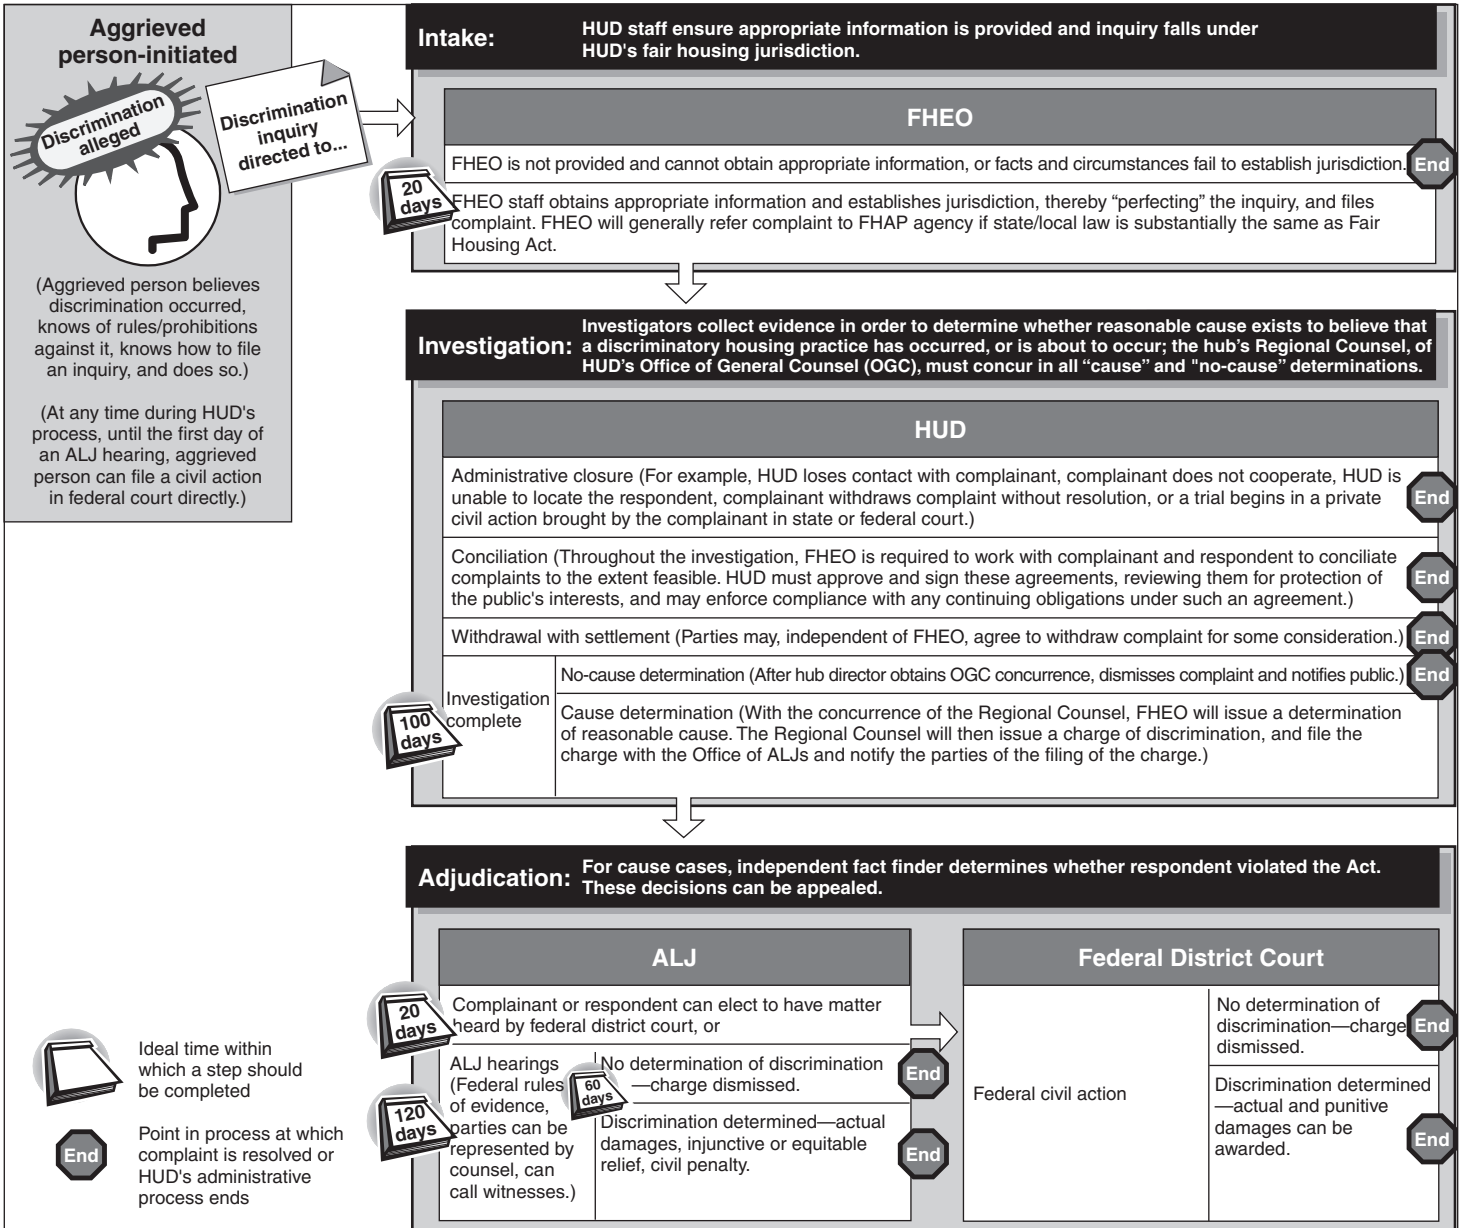 Aggrieved
person-initiated
Discrimination
alleged
Discrimination
inquiry
directed to...
(Aggrieved person believes
discrimination occurred,
knows of rules/prohibitions
against it, knows how to file
an inquiry, and does so.)
(At any time during HUD's
process, until the first day of
an ALJ hearing, aggrieved
person can file a civil action
in federal court directly.)
Intake:
HUD staff ensure appropriate information is provided and inquiry falls under
HUD's fair housing jurisdiction.
FHEO
FHEO is not provided and cannot obtain appropriate information, or facts and circumstances fail to establish jurisdiction.
End
20
days
FHEO staff obtains appropriate information and establishes jurisdiction, thereby “perfecting” the inquiry, and files
complaint. FHEO will generally refer complaint to FHAP agency if state/local law is substantially the same as Fair
Housing Act.
Investigation:
Investigators collect evidence in order to determine whether reasonable cause exists to believe that
a discriminatory housing practice has occurred, or is about to occur; the hub’s Regional Counsel, of
HUD’s Office of General Counsel (OGC), must concur in all “cause” and "no-cause” determinations.
HUD
Administrative closure (For example, HUD loses contact with complainant, complainant does not cooperate, HUD is
unable to locate the respondent, complainant withdraws complaint without resolution, or a trial begins in a private
civil action brought by the complainant in state or federal court.)
End
Conciliation (Throughout the investigation, FHEO is required to work with complainant and respondent to conciliate
complaints to the extent feasible. HUD must approve and sign these agreements, reviewing them for protection of
the public's interests, and may enforce compliance with any continuing obligations under such an agreement.)
End
Withdrawal with settlement (Parties may, independent of FHEO, agree to withdraw complaint for some consideration.)
End
100
days
Investigation
complete
No-cause determination (After hub director obtains OGC concurrence, dismisses complaint and notifies public.)
End
Cause determination (With the concurrence of the Regional Counsel, FHEO will issue a determination
of reasonable cause. The Regional Counsel will then issue a charge of discrimination, and file the
charge with the Office of ALJs and notify the parties of the filing of the charge.)
Adjudication:
For cause cases, independent fact finder determines whether respondent violated the Act.
These decisions can be appealed.
ALJ
20
days
Complainant or respondent can elect to have matter
heard by federal district court, or
120
days
ALJ hearings
(Federal rules
of evidence,
parties can be
represented by
counsel, can
call witnesses.)
60
days
No determination of discrimination
—charge dismissed.
End
Discrimination determined—actual
damages, injunctive or equitable
relief, civil penalty.
End
Federal District Court
Federal civil action
No determination of
discrimination—charge
dismissed.
End
Discrimination determined
—actual and punitive
damages can be
awarded.
End
Ideal time within
which a step should
be completed
End
Point in process at which
complaint is resolved or
HUD's administrative
process ends